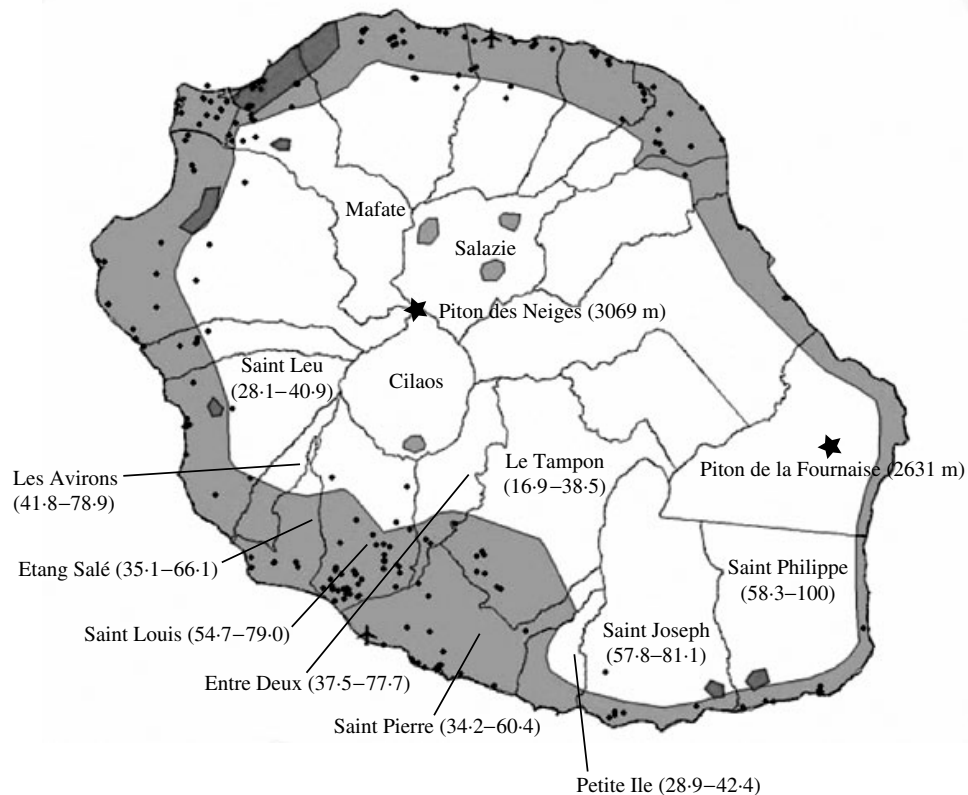 Mafate
Salazie
Piton des Neiges (3069 m)
Saint Leu
(28·1–40·9)
Cilaos
Les Avirons
(41·8–78·9)
Le Tampon
(16·9–38·5)
Piton de la Fournaise (2631 m)
Etang Salé (35·1–66·1)
Saint Philippe
(58·3–100)
Saint Louis (54·7–79·0)
Saint Joseph
(57·8–81·1)
Entre Deux (37·5–77·7)
Saint Pierre (34·2–60·4)
Petite Ile (28·9–42·4)